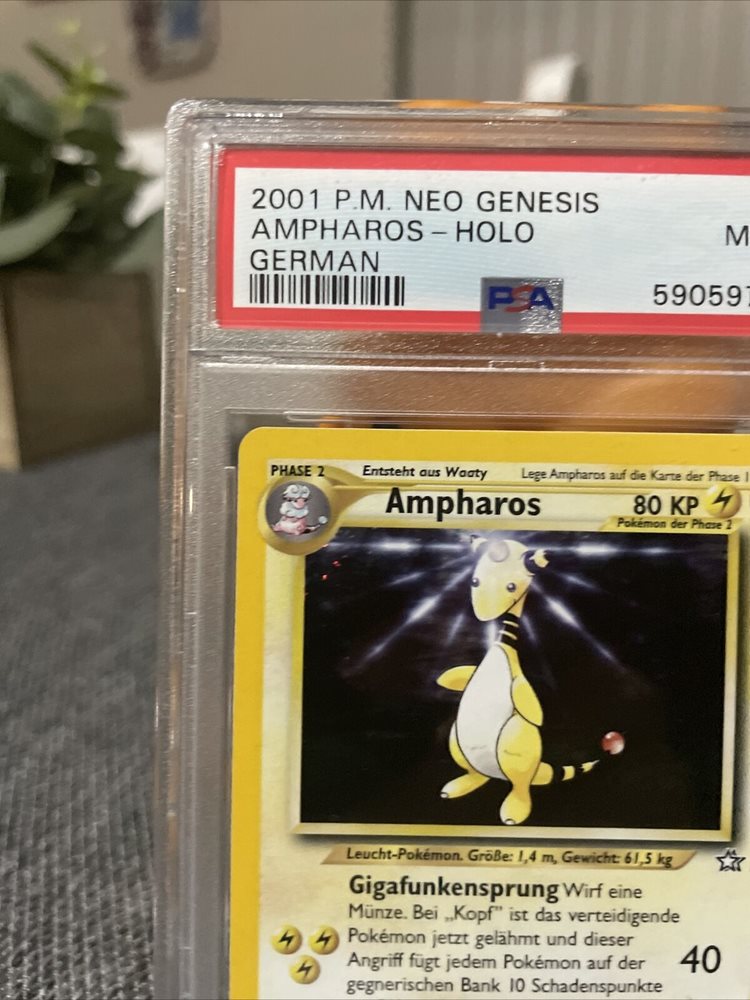 2001 P.M. NEO GENESIS
AMPHAROS – HOLO
GERMAN
PSA
PHASE 2
Entsteht aus Waaty
Lege Ampharos auf die Karte der Phase 1
Ampharos
80 KP
Pokémon der Phase 2
Leucht-Pokémon. Größe: 1,4 m, Gewicht: 61,5 kg
Gigafunkensprung Wirf eine
Münze. Bei „Kopf” ist das verteidigende
Pokémon jetzt gelähmt und dieser
Angriff fügt jedem Pokémon auf der
gegnerischen Bank 10 Schadenspunkte
40